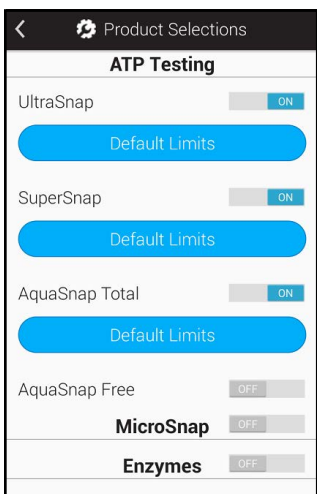 Product Selections
ATP Testing
UltraSnap ON
Default Limits
SuperSnap ON
Default Limits
AquaSnap Total ON
Default Limits
AquaSnap Free OFF
MicroSnap OFF
Enzymes OFF